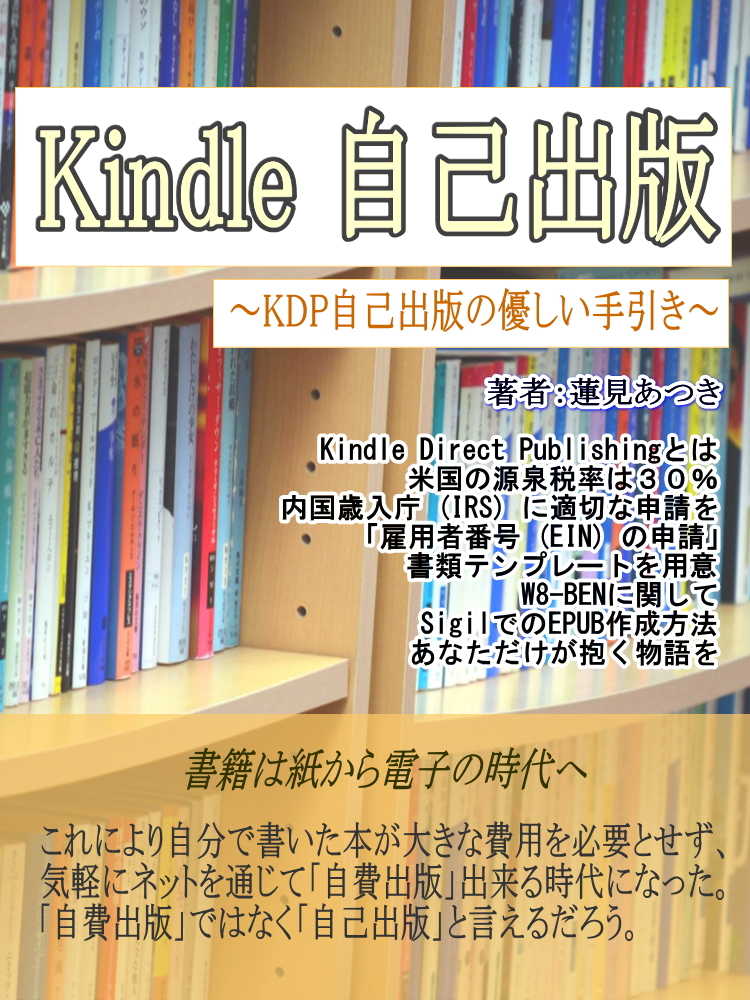 Kindle 自己出版
～KDP自己出版の優しい手引き～
著者：蓮見あつき
Kindle Direct Publishingとは
米国の源泉税率は３０％
内国歳入庁（IRS）に適切な申請を
「雇用者番号（EIN）の申請」
書類テンプレートを用意
W8-BENに関して
SigilでのEPUB作成方法
あなただけが抱く物語を
書籍は紙から電子の時代へ
これにより自分で書いた本が大きな費用を必要とせず、
気軽にネットを通じて「自費出版」出来る時代になった。
「自費出版」ではなく「自己出版」と言えるだろう。